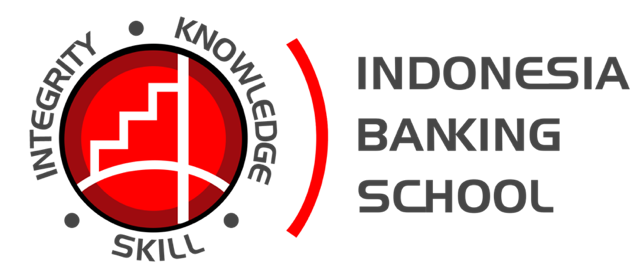 INTEGRITY
KNOWLEDGE
SKILL
INDONESIA
BANKING
SCHOOL